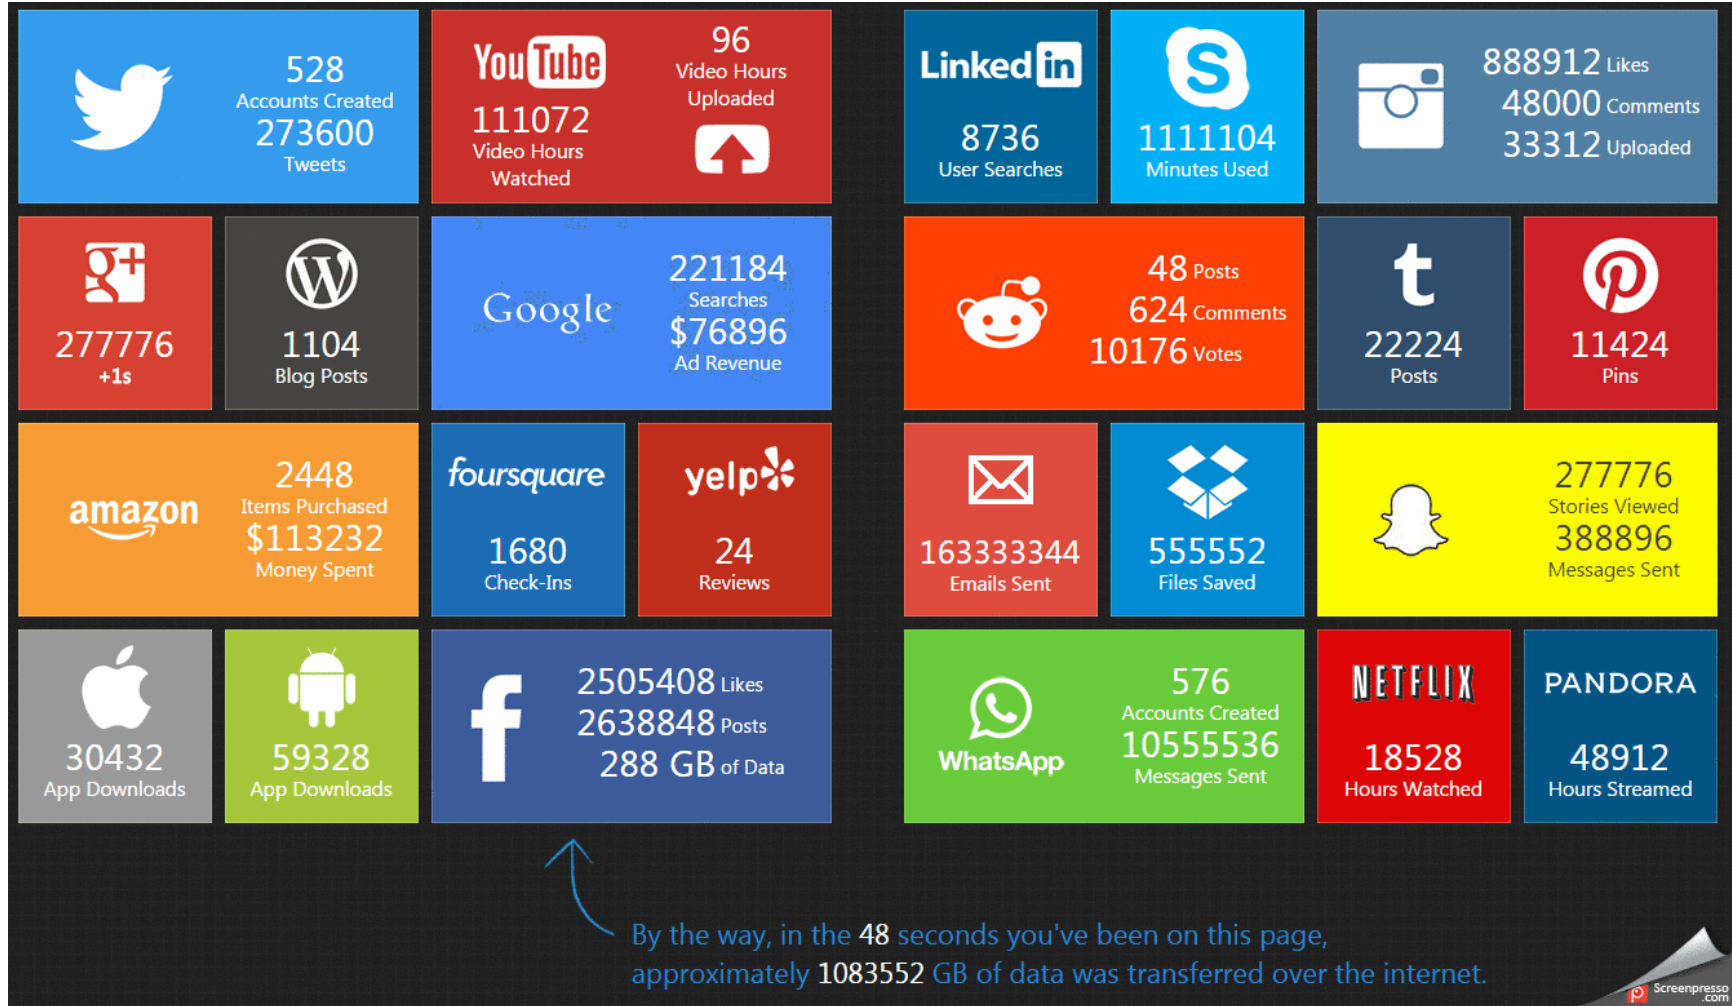 528
Accounts Created
273600
Tweets
YouTube
111072
Video Hours
Watched
96
Video Hours
Uploaded
Linked in
8736
User Searches
S
1111104
Minutes Used
888912 Likes
48000 Comments
33312 Uploaded
g+
277776
+1s
W
1104
Blog Posts
Google
221184
Searches
$76896
Ad Revenue
48 Posts
624 Comments
10176 Votes
t
22224
Posts
P
11424
Pins
amazon
2448
Items Purchased
$113232
Money Spent
foursquare
1680
Check-Ins
yelp
24
Reviews
163333344
Emails Sent
555552
Files Saved
277776
Stories Viewed
388896
Messages Sent
30432
App Downloads
59328
App Downloads
f
2505408 Likes
2638848 Posts
288 GB of Data
WhatsApp
576
Accounts Created
10555536
Messages Sent
NETFLIX
18528
Hours Watched
PANDORA
48912
Hours Streamed
By the way, in the 48 seconds you've been on this page,
approximately 1083552 GB of data was transferred over the internet.
Screenpresso
.com